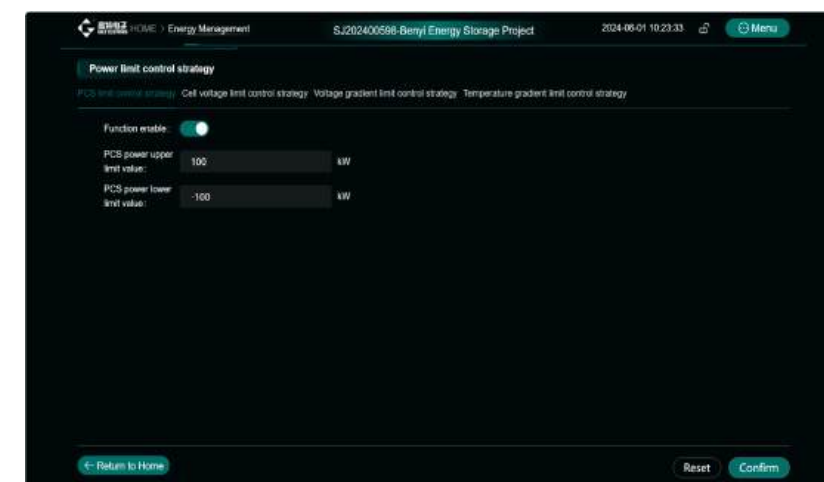 HOME > Energy Management
SJ202400596-Benyi Energy Storage Project
2024-06-01 10:23:33
Menu
Power limit control strategy
PCS limit control strategy Cell voltage limit control strategy Voltage gradient limit control strategy Temperature gradient limit control strategy
Function enable:
PCS power upper
limit value:
100
kW
PCS power lower
limit value:
-100
kW
← Return to Home
Reset
Confirm